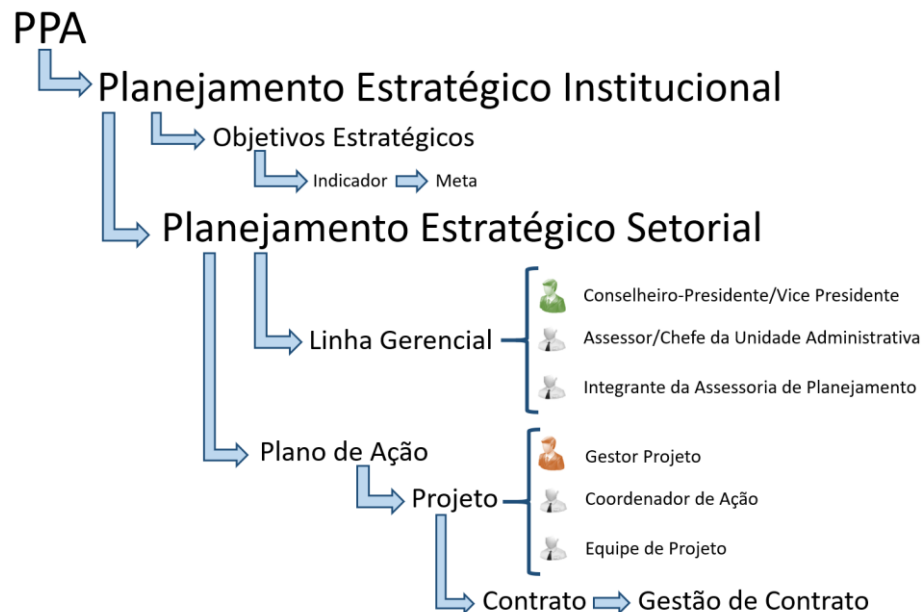 PPA
Planejamento Estratégico Institucional
Objetivos Estratégicos
Indicador
Meta
Planejamento Estratégico Setorial
Linha Gerencial
Conselheiro-Presidente/Vice Presidente
Assessor/Chefe da Unidade Administrativa
Integrante da Assessoria de Planejamento
Plano de Ação
Projeto
Gestor Projeto
Coordenador de Ação
Equipe de Projeto
Contrato
Gestão de Contrato